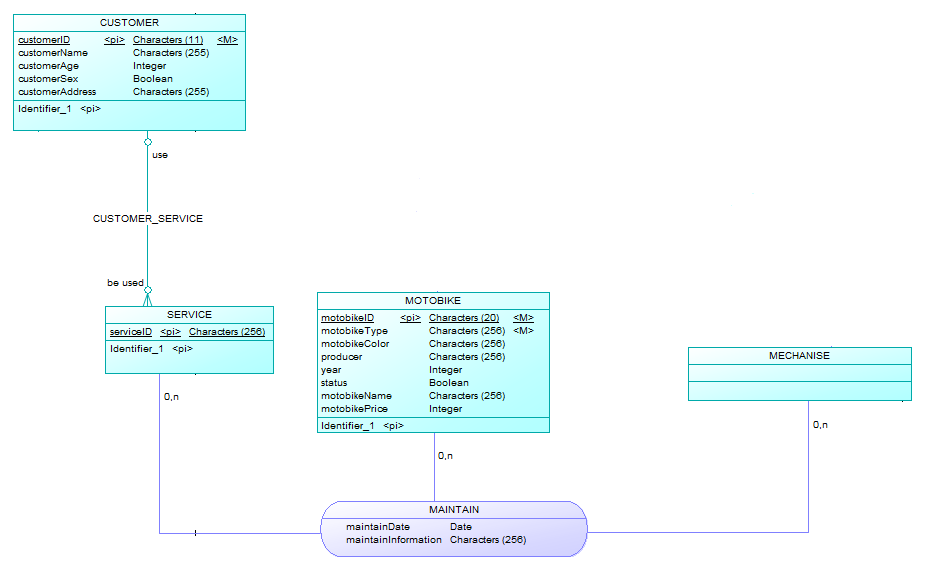 CUSTOMER
customerID <pi> Characters (11) <M>
customerName Characters (255)
customerAge Integer
customerSex Boolean
customerAddress Characters (255)
Identifier_1 <pi>
use
CUSTOMER_SERVICE
be used
SERVICE
serviceID <pi> Characters (256)
Identifier_1 <pi>
0,n
MOTOBIKE
motobikeID <pi> Characters (20) <M>
motobikeType Characters (256) <M>
motobikeColor Characters (256)
producer Characters (256)
year Integer
status Boolean
motobikeName Characters (256)
motobikePrice Integer
Identifier_1 <pi>
0,n
MECHANISE
0,n
MAINTAIN
maintainDate Date
maintainInformation Characters (256)